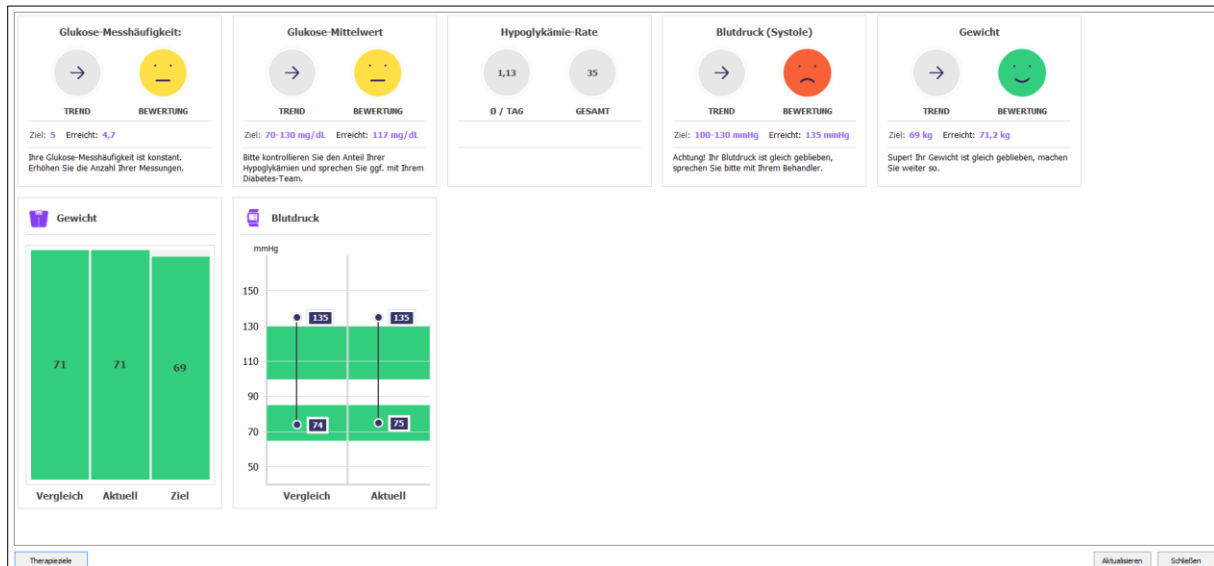 Glukose-Messhäufigkeit:
TREND BEWERTUNG
Ziel: 5 Erreicht: 4,7
Ihre Glukose-Messhäufigkeit ist konstant.
Erhöhen Sie die Anzahl Ihrer Messungen.
Glukose-Mittelwert
TREND BEWERTUNG
Ziel: 70-130 mg/dL Erreicht: 117 mg/dL
Bitte kontrollieren Sie den Anteil Ihrer
Hypoglykämien und sprechen Sie ggf. mit Ihrem
Diabetes-Team.
Hypoglykämie-Rate
1,13 35
Ø / TAG GESAMT
Blutdruck (Systole)
TREND BEWERTUNG
Ziel: 100-130 mmHg Erreicht: 135 mmHg
Achtung! Ihr Blutdruck ist gleich geblieben,
sprechen Sie bitte mit Ihrem Behandler.
Gewicht
TREND BEWERTUNG
Ziel: 69 kg Erreicht: 71,2 kg
Super! Ihr Gewicht ist gleich geblieben, machen
Sie weiter so.
Gewicht
71 71 69
Vergleich Aktuell Ziel
Blutdruck
mmHg
150
135 135
130
110
90
74 75
70
50
Vergleich Aktuell
Therapieziele Aktualisieren Schließen